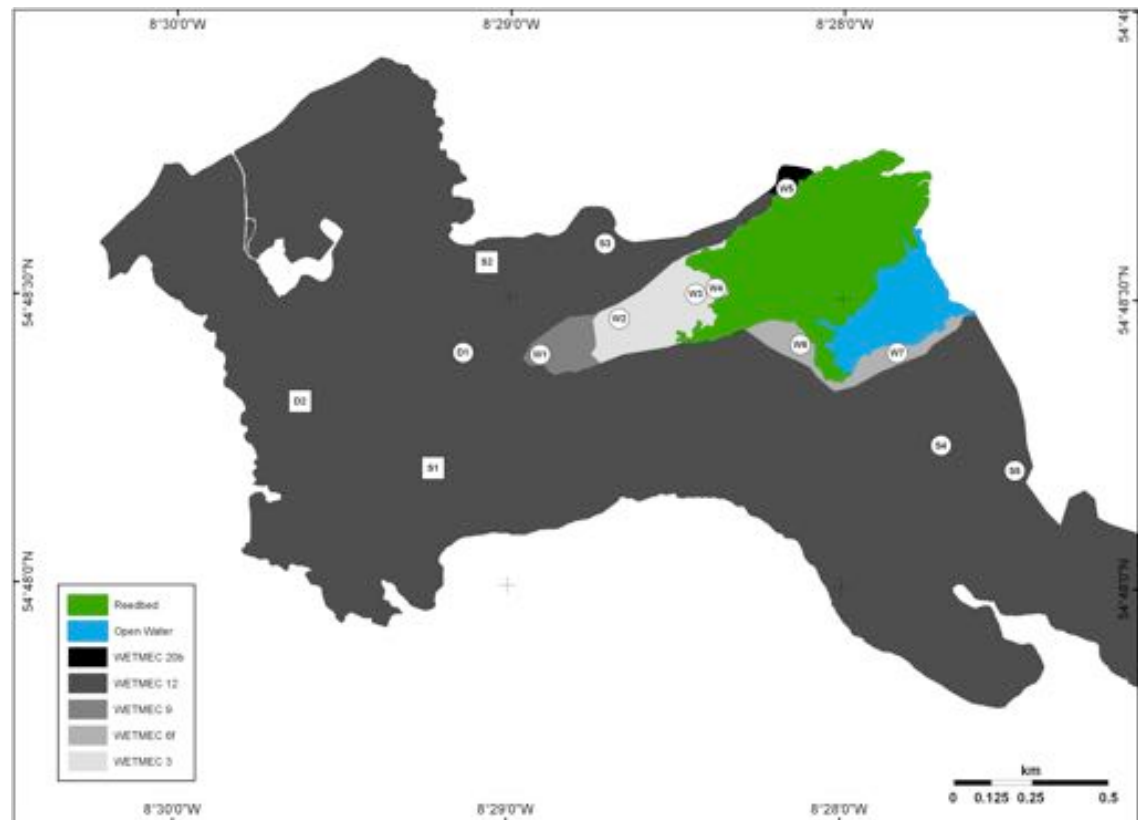 8°30'0"W
8°29'0"W
8°28'0"W
54°48'30"N
54°48'30"N
54°48'0"N
54°48'0"N
W5
S3
S2
W3
W4
W2
W6
W7
D1
W1
D2
S1
S4
S5
Reedbed
Open Water
WETMEC 20b
WETMEC 12
WETMEC 9
WETMEC 6f
WETMEC 3
km
0 0.125 0.25 0.5
8°30'0"W
8°29'0"W
8°28'0"W